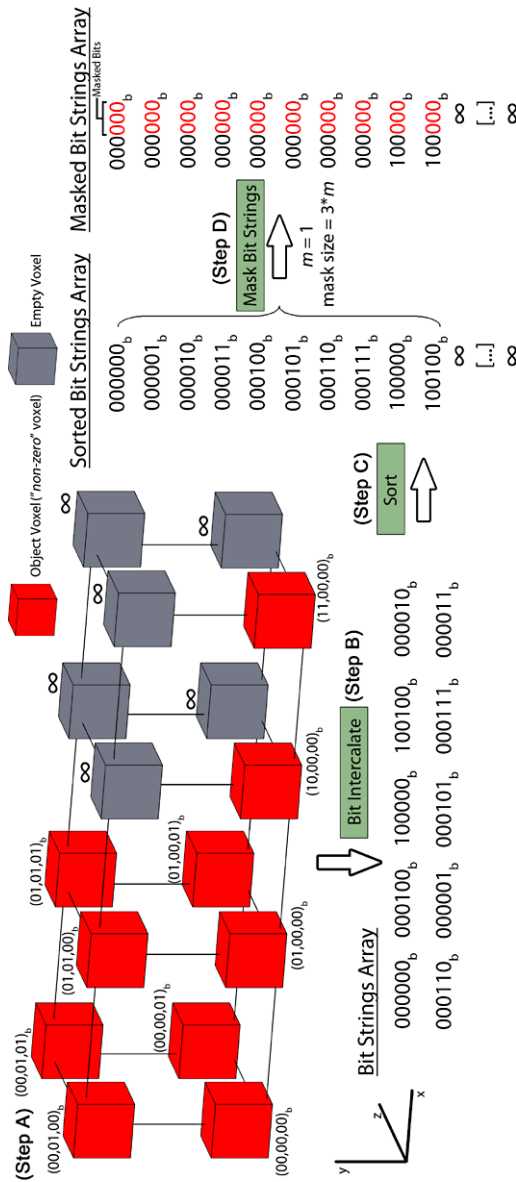 Object Voxel ("non-zero" voxel)
Empty Voxel
(Step A)
(00,01,01)b
(01,01,01)b
∞
∞
(00,01,00)b
(01,01,00)b
∞
∞
(00,00,01)b
(01,00,01)b
∞
∞
(00,00,00)b
(01,00,00)b
(10,00,00)b
(11,00,00)b
y
z
x
Bit Intercalate (Step B)
Bit Strings Array
000000b 000100b 100000b 100100b 000010b
000110b 000001b 000101b 000111b 000011b
(Step C)
Sort
Sorted Bit Strings Array
000000b
000001b
000010b
000011b
000100b
000101b
000110b
000111b
100000b
100100b
∞
[...]
∞
(Step D)
Mask Bit Strings
m = 1
mask size = 3*m
Masked Bit Strings Array
Masked Bits
000000b
000000b
000000b
000000b
000000b
000000b
000000b
000000b
100000b
100000b
∞
[...]
∞